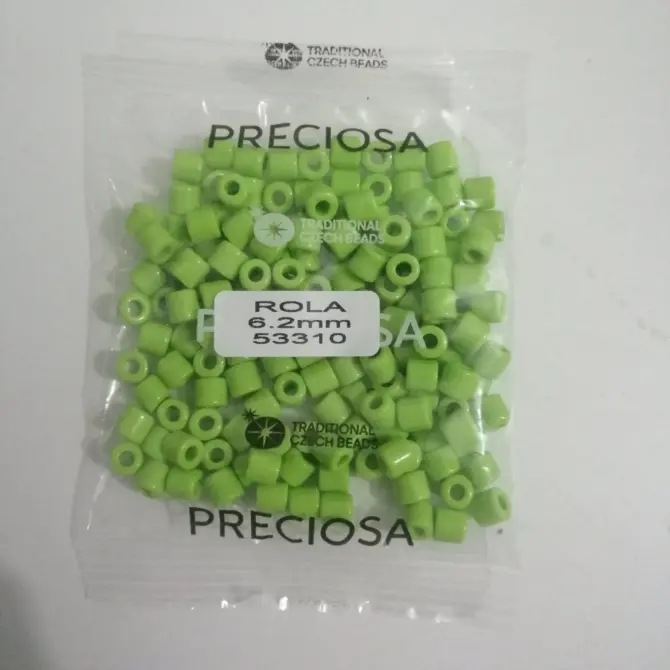 TRADITIONAL
CZECH BEADS
PRECIOSA
TRADITIONAL
CZECH BEADS
ROLA
6.2mm
53310
TRADITIONAL
CZECH BEADS
PRECIOSA